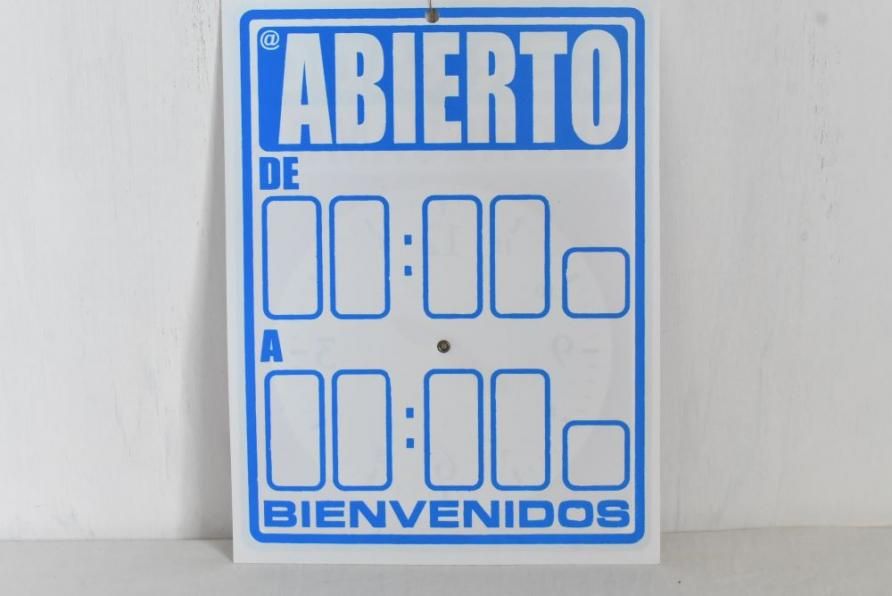 @ ABIERTO
DE
:
A
:
BIENVENIDOS